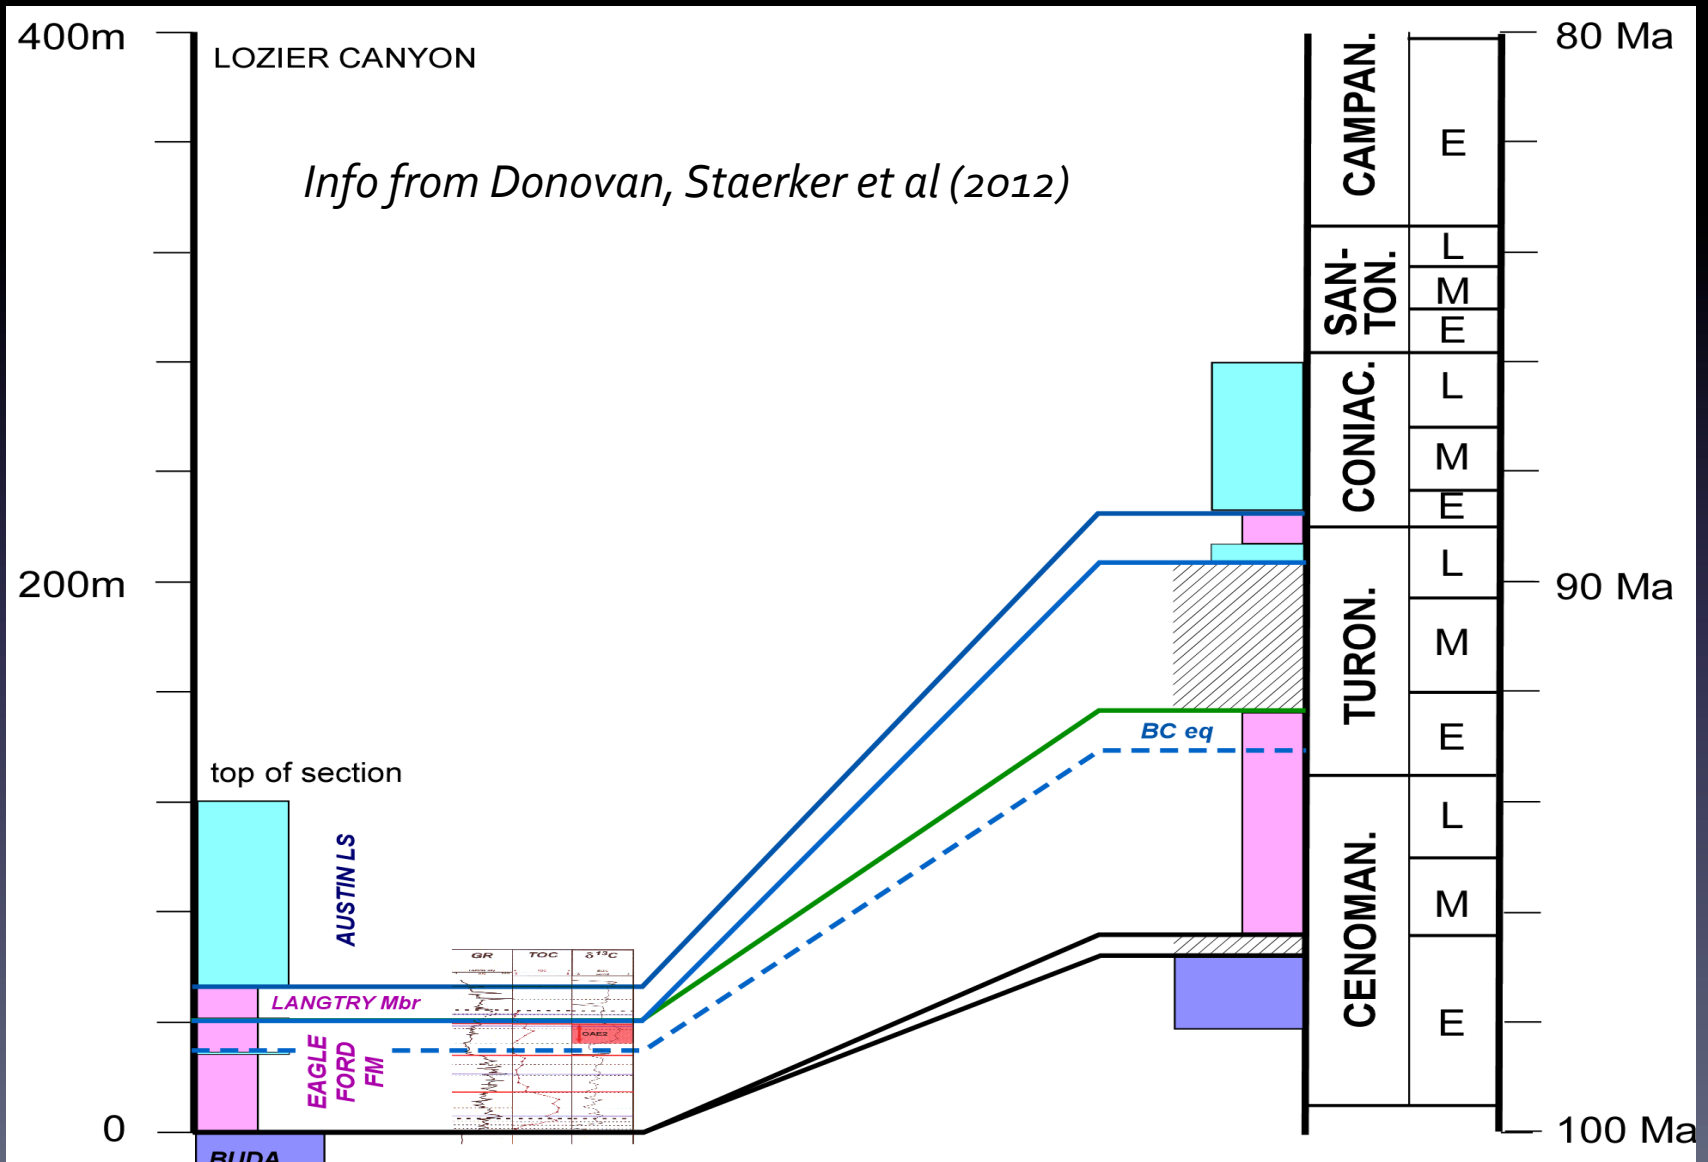 400m
LOZIER CANYON
Info from Donovan, Staerker et al (2012)
200m
top of section
AUSTIN LS
LANGTRY Mbr
EAGLE
FORD
FM
0
BUDA
GR
TOC
δ¹³C
OAE2
BC eq
CAMPAN.
E
SAN-
TON.
L
M
E
CONIAC.
L
M
E
TURON.
L
M
E
CENOMAN.
L
M
E
80 Ma
90 Ma
100 Ma